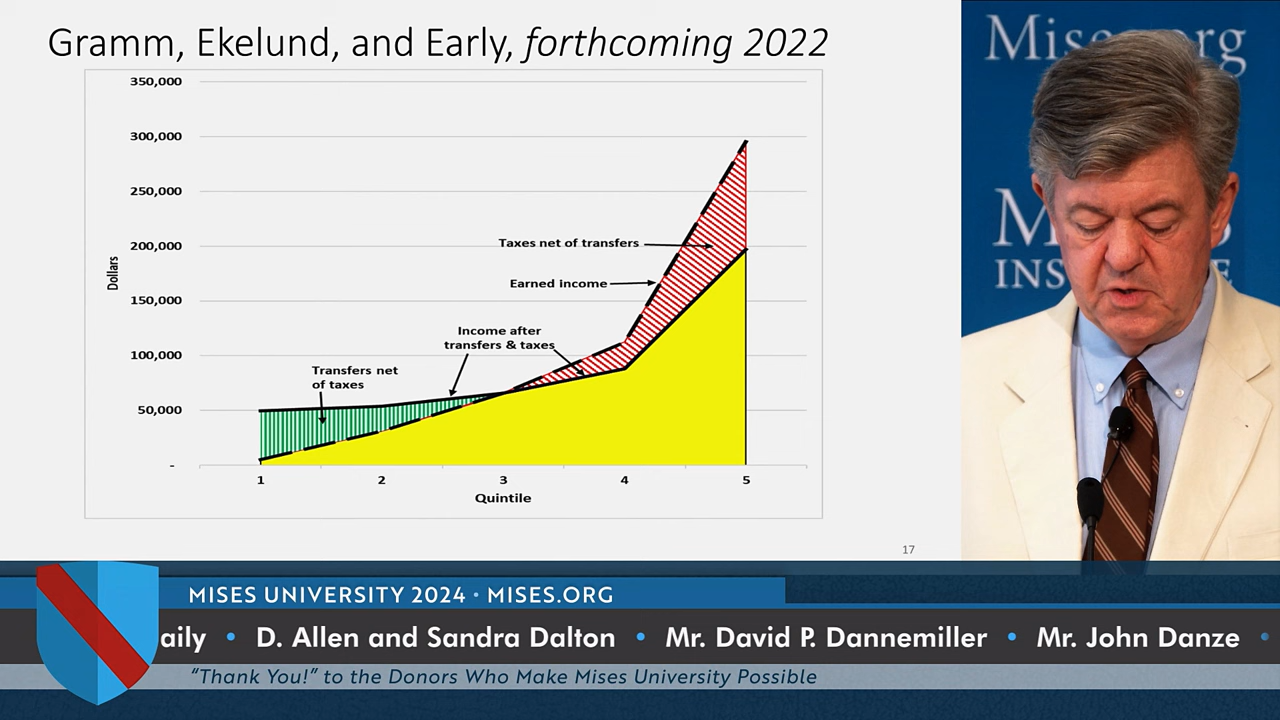 Gramm, Ekelund, and Early, forthcoming 2022
350,000
300,000
250,000
200,000
150,000
100,000
50,000
-
Dollars
Taxes net of transfers
Earned income
Income after
transfers & taxes
Transfers net
of taxes
1 2 3 4 5
Quintile
17
Mises.org
M
INS
E
MISES UNIVERSITY 2024 • MISES.ORG
aily • D. Allen and Sandra Dalton • Mr. David P. Dannemiller • Mr. John Danze •
“Thank You!” to the Donors Who Make Mises University Possible